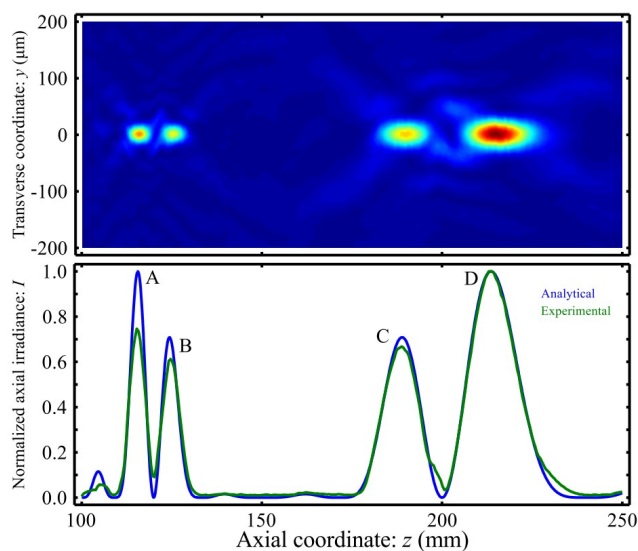 Transverse coordinate: y (μm)
200
100
0
-100
-200
Normalized axial irradiance: I
1.0
0.8
0.6
0.4
0.2
0.0
A
B
C
D
Analytical
Experimental
100
150
200
250
Axial coordinate: z (mm)